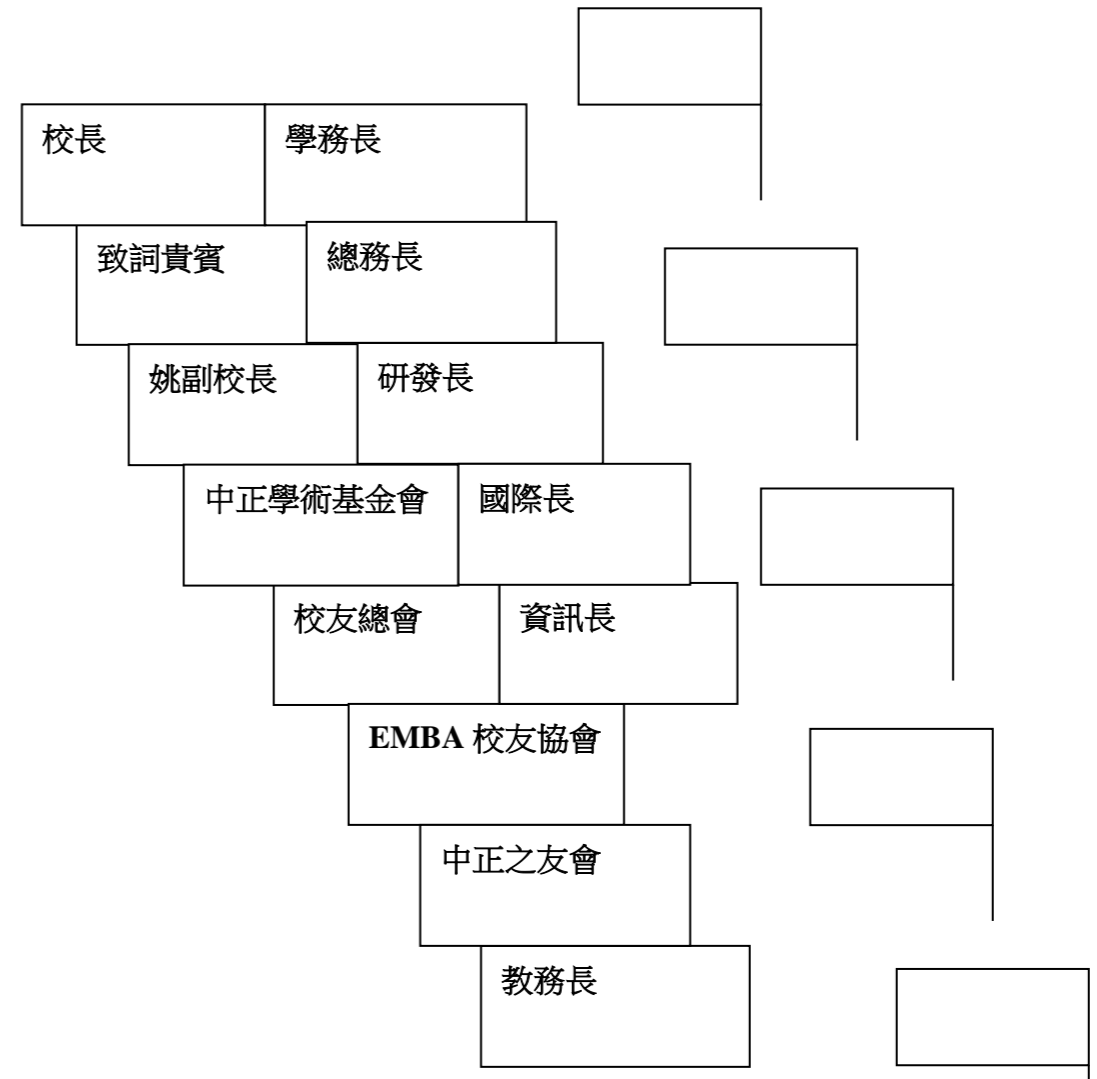 校長 學務長
致詞貴賓 總務長
姚副校長 研發長
中正學術基金會 國際長
校友總會 資訊長
EMBA 校友協會
中正之友會
教務長